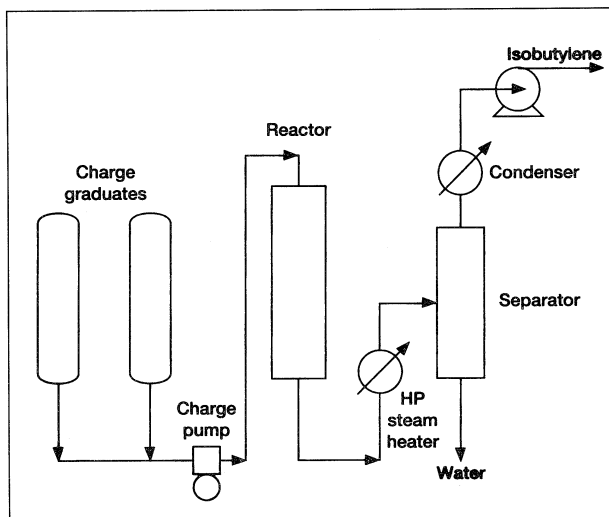 Isobutylene
Reactor
Charge
graduates
Condenser
Separator
HP
steam
heater
Charge
pump
Water